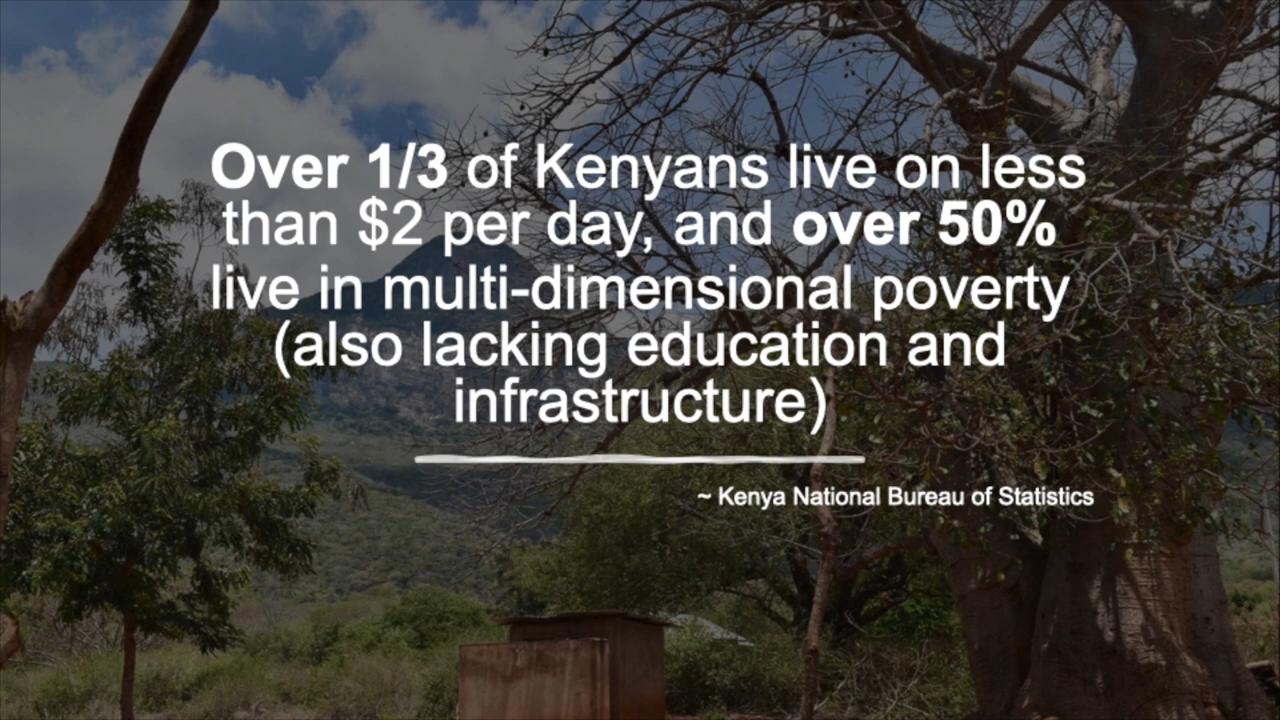 Over 1/3 of Kenyans live on less
than $2 per day, and over 50%
live in multi-dimensional poverty
(also lacking education and
infrastructure)
~ Kenya National Bureau of Statistics